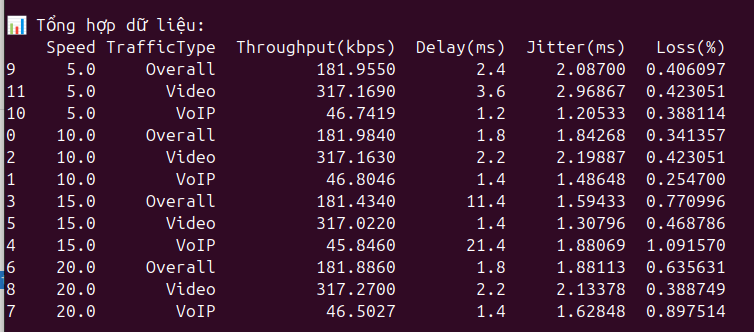 📊 Tổng hợp dữ liệu:
Speed TrafficType Throughput(kbps) Delay(ms) Jitter(ms) Loss(%)
9 5.0 Overall 181.9550 2.4 2.08700 0.406097
11 5.0 Video 317.1690 3.6 2.96867 0.423051
10 5.0 VoIP 46.7419 1.2 1.20533 0.388114
0 10.0 Overall 181.9840 1.8 1.84268 0.341357
2 10.0 Video 317.1630 2.2 2.19887 0.423051
1 10.0 VoIP 46.8046 1.4 1.48648 0.254700
3 15.0 Overall 181.4340 11.4 1.59433 0.770996
5 15.0 Video 317.0220 1.4 1.30796 0.468786
4 15.0 VoIP 45.8460 21.4 1.88069 1.091570
6 20.0 Overall 181.8860 1.8 1.88113 0.635631
8 20.0 Video 317.2700 2.2 2.13378 0.388749
7 20.0 VoIP 46.5027 1.4 1.62848 0.897514